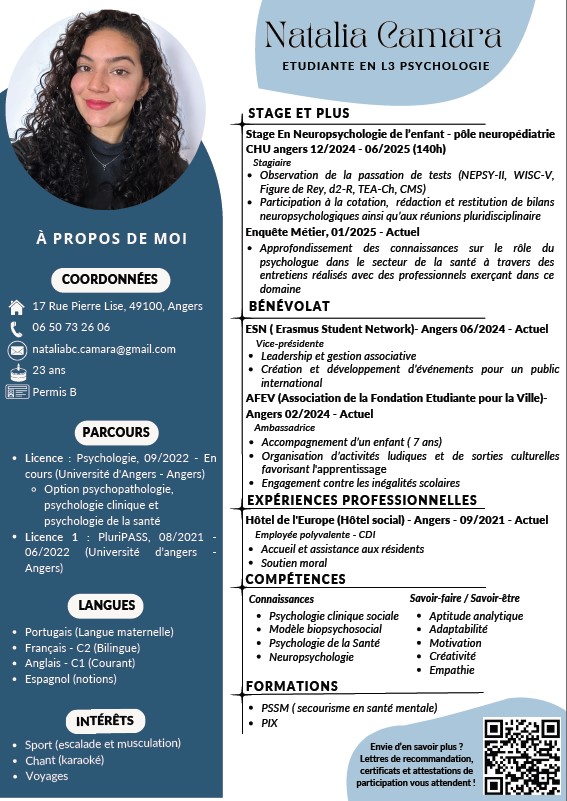 Natalia Camara
ETUDIANTE EN L3 PSYCHOLOGIE
À PROPOS DE MOI
COORDONNÉES
17 Rue Pierre Lise, 49100, Angers
06 50 73 26 06
nataliabc.camara@gmail.com
23 ans
Permis B
PARCOURS
• Licence : Psychologie, 09/2022 - En
cours (Université d'Angers - Angers)
Option psychopathologie,
psychologie clinique et
psychologie de la santé
• Licence 1 : PluriPASS, 08/2021 -
06/2022 (Université d'angers -
Angers)
LANGUES
• Portugais (Langue maternelle)
• Français - C2 (Bilingue)
• Anglais - C1 (Courant)
• Espagnol (notions)
INTÉRÊTS
• Sport (escalade et musculation)
• Chant (karaoké)
• Voyages
STAGE ET PLUS
Stage En Neuropsychologie de l'enfant - pôle neuropédiatrie
CHU angers 12/2024 - 06/2025 (140h)
Stagiaire
• Observation de la passation de tests (NEPSY-II, WISC-V,
Figure de Rey, d2-R, TEA-Ch, CMS)
• Participation à la cotation, rédaction et restitution de bilans
neuropsychologiques ainsi qu'aux réunions pluridisciplinaire
Enquête Métier, 01/2025 - Actuel
• Approfondissement des connaissances sur le rôle du
psychologue dans le secteur de la santé à travers des
entretiens réalisés avec des professionnels exerçant dans ce
domaine
BÉNÉVOLAT
ESN ( Erasmus Student Network)- Angers 06/2024 - Actuel
Vice-présidente
• Leadership et gestion associative
• Création et développement d'événements pour un public
international
AFEV (Association de la Fondation Etudiante pour la Ville)-
Angers 02/2024 - Actuel
Ambassadrice
• Accompagnement d'un enfant ( 7 ans)
• Organisation d'activités ludiques et de sorties culturelles
favorisant l'apprentissage
• Engagement contre les inégalités scolaires
EXPÉRIENCES PROFESSIONNELLES
Hôtel de l'Europe (Hôtel social) - Angers - 09/2021 - Actuel
Employée polyvalente - CDI
• Accueil et assistance aux résidents
• Soutien moral
COMPÉTENCES
Connaissances
• Psychologie clinique sociale
• Modèle biopsychosocial
• Psychologie de la Santé
• Neuropsychologie
Savoir-faire / Savoir-être
• Aptitude analytique
• Adaptabilité
• Motivation
• Créativité
• Empathie
FORMATIONS
• PSSM ( secourisme en santé mentale)
• PIX
Envie d'en savoir plus ?
Lettres de recommandation,
certificats et attestations de
participation vous attendent !